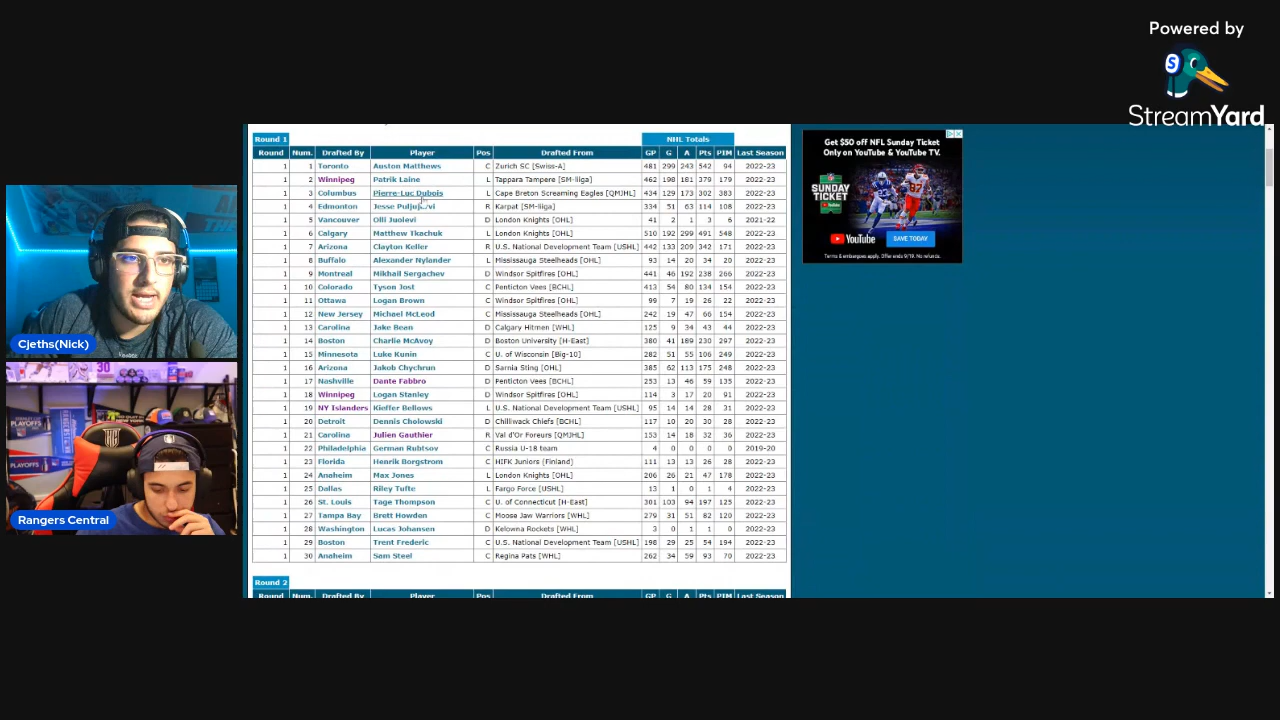 Powered by
S
StreamYard
Round 1 NHL Totals
Round Num. Drafted By Player Pos Drafted From GP G A Pts PIM Last Season
1 1 Toronto Auston Matthews C Zurich SC [Swiss-A] 481 299 243 542 94 2022-23
1 2 Winnipeg Patrik Laine L Tappara [SM-liiga] 462 198 181 379 179 2022-23
1 3 Columbus Pierre-Luc Dubois L Cape Breton Screaming Eagles [QMJHL] 434 129 173 302 383 2022-23
1 4 Edmonton Jesse R Karpat [SM-liiga] 334 51 63 114 108 2022-23
1 5 Vancouver Olli Juolevi D London Knights [OHL] 41 2 1 3 6 2021-22
1 6 Calgary Matthew Tkachuk L London Knights [OHL] 510 192 299 491 548 2022-23
1 7 Arizona Clayton Keller R U.S. National Development Team [USHL] 442 133 209 342 171 2022-23
1 8 Buffalo Alexander Nylander L Mississauga Steelheads [OHL] 93 14 20 34 20 2022-23
1 9 Montreal Mikhail Sergachev D Windsor Spitfires [OHL] 441 46 192 238 266 2022-23
1 10 Colorado Tyson Jost C Penticton Vees [BCHL] 413 54 80 134 154 2022-23
1 11 Ottawa Logan Brown C Windsor Spitfires [OHL] 99 7 19 26 22 2022-23
1 12 New Jersey Michael McLeod C Mississauga Steelheads [OHL] 242 19 47 66 154 2022-23
1 13 Carolina Jake Bean D Calgary Hitmen [WHL] 125 9 34 43 44 2022-23
1 14 Boston Charlie McAvoy D Boston University [H-East] 380 41 189 230 297 2022-23
1 15 Minnesota Luke Kunin C U. of Wisconsin [Big-10] 282 51 55 106 249 2022-23
1 16 Arizona Jakob Chychrun D Sarnia Sting [OHL] 385 62 113 175 248 2022-23
1 17 Nashville Dante Fabbro D Penticton Vees [BCHL] 253 13 46 59 135 2022-23
1 18 Winnipeg Logan Stanley D Windsor Spitfires [OHL] 114 3 17 20 91 2022-23
1 19 NY Islanders Kieffer Bellows L U.S. National Development Team [USHL] 95 14 14 28 31 2022-23
1 20 Detroit Dennis Cholowski D Chilliwack Chiefs [BCHL] 117 10 20 30 28 2022-23
1 21 Carolina Julien Gauthier R Val d'Or Foreurs [QMJHL] 153 14 18 32 36 2022-23
1 22 Philadelphia German Rubtsov C Russia U-18 team 4 0 0 0 0 2019-20
1 23 Florida Henrik Borgstrom C HIFK Juniors [Finland] 111 13 13 26 28 2022-23
1 24 Anaheim Max Jones L London Knights [OHL] 206 26 21 47 178 2022-23
1 25 Dallas Riley Tufte L Fargo Force [USHL] 13 1 0 1 4 2022-23
1 26 St. Louis Tage Thompson C U. of Connecticut [H-East] 301 103 94 197 125 2022-23
1 27 Tampa Bay Brett Howden C Moose Jaw Warriors [WHL] 279 31 51 82 120 2022-23
1 28 Washington Lucas Johansen D Kelowna Rockets [WHL] 3 0 1 1 0 2022-23
1 29 Boston Trent Frederic C U.S. National Development Team [USHL] 198 29 25 54 194 2022-23
1 30 Anaheim Sam Steel C Regina Pats [WHL] 262 34 59 93 70 2022-23
Round 2
Round Num. Drafted By Player Pos Drafted From GP G A Pts PIM Last Season
Get $50 off NFL Sunday Ticket
Only on YouTube & YouTube TV.
SUNDAY
TICKET
YouTube
YouTube
SAVE TODAY
Terms & embargoes apply. Offer ends 9/19. No refunds.
Cjeths(Nick)
30
PLAYOFFS
PLAYOFFS
Rangers Central